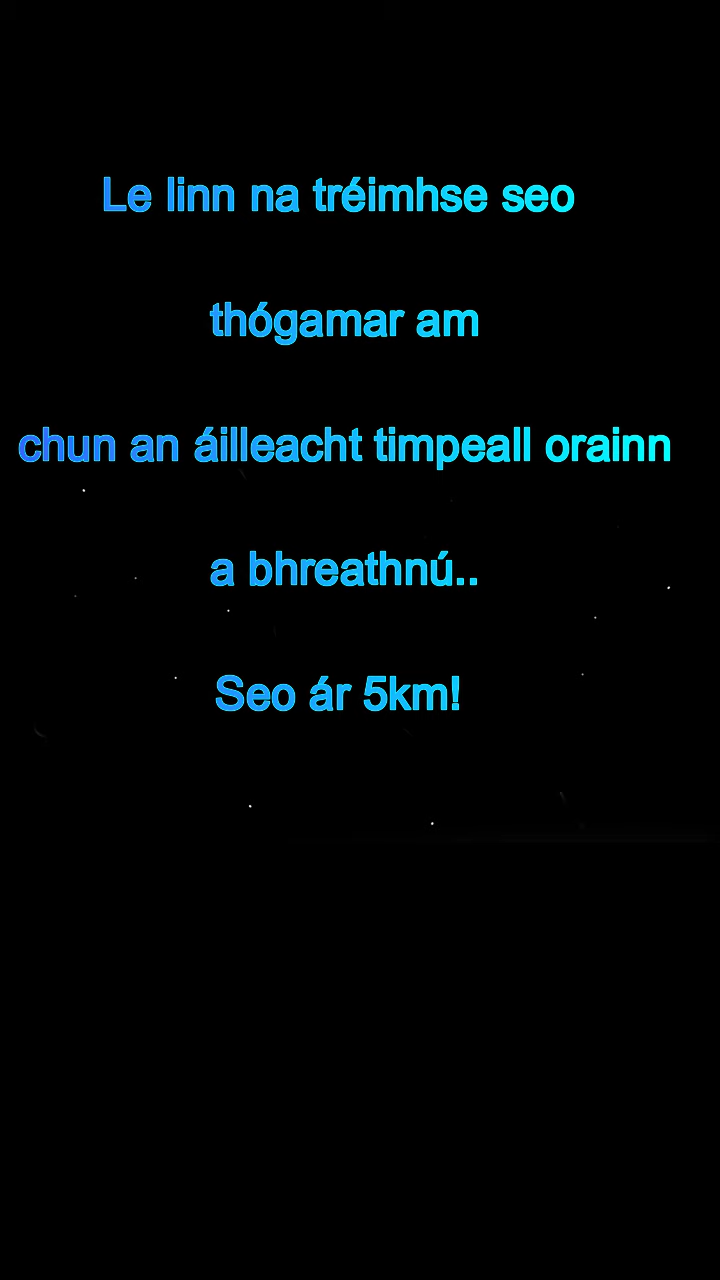 Le linn na tréimhse seo
thógamar am
chun an áilleacht timpeall orainn
a bhreathnú..
Seo ár 5km!